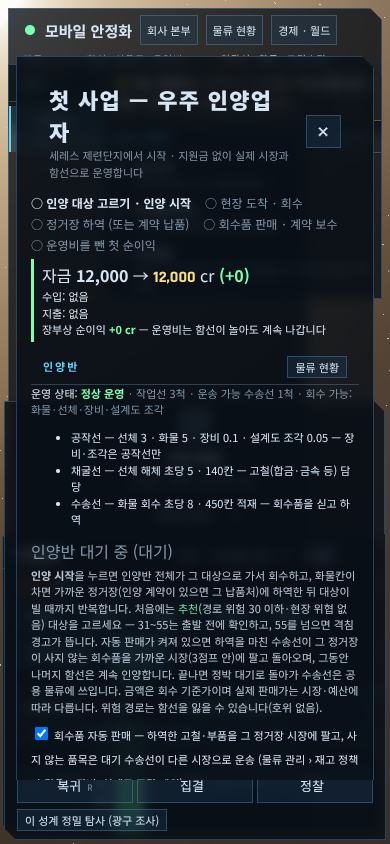 모바일 안정화 회사 본부 물류 현황 경제 · 월드
첫 사업 — 우주 인양업
자
×
세레스 제련단지에서 시작 · 지원금 없이 실제 시장과
함선으로 운영합니다
○ 인양 대상 고르기 · 인양 시작 ○ 현장 도착 · 회수
○ 정거장 하역 (또는 계약 납품) ○ 회수품 판매 · 계약 보수
○ 운영비를 뺀 첫 순이익
자금 12,000 → 12,000 cr (+0)
수입: 없음
지출: 없음
장부상 순이익 +0 cr — 운영비는 함선이 놀아도 계속 나갑니다
인양반 물류 현황
운영 상태: 정상 운영 · 작업선 3척 · 운송 가능 수송선 1척 · 회수 가능:
화물·선체·장비·설계도 조각
• 공작선 — 선체 3 · 화물 5 · 장비 0.1 · 설계도 조각 0.05 — 장
비·조각은 공작선만
• 채굴선 — 선체 해체 초당 5 · 140칸 — 고철(합금·금속 등) 담
당
• 수송선 — 화물 회수 초당 8 · 450칸 적재 — 회수품을 싣고 하
역
인양반 대기 중 (대기)
인양 시작을 누르면 인양반 전체가 그 대상으로 가서 회수하고, 화물칸이
차면 가까운 정거장(인양 계약이 있으면 그 납품처)에 하역한 뒤 대상이
빌 때까지 반복합니다. 처음에는 추천(경로 위험 30 이하·현장 위협 없
음) 대상을 고르세요 — 31~55는 출발 전에 확인하고, 55를 넘으면 격침
경고가 뜹니다. 자동 판매가 켜져 있으면 하역을 마친 수송선이 그 정거장
이 사지 않는 회수품을 가까운 시장(3점프 안)에 팔고 돌아오며, 그동안
나머지 함선은 계속 인양합니다. 끝나면 정박 대기로 돌아가 수송선은 공
용 물류에 쓰입니다. 금액은 회수 기준가이며 실제 판매가는 시장·예산에
따라 다릅니다. 위험 경로는 함선을 잃을 수 있습니다(호위 없음).
회수품 자동 판매 — 하역한 고철·부품을 그 정거장 시장에 팔고, 사
지 않는 품목은 대기 수송선이 다른 시장으로 운송 (물류 관리 › 재고 정책
복귀 R 집결 정찰
이 성계 정밀 탐사 (광구 조사)